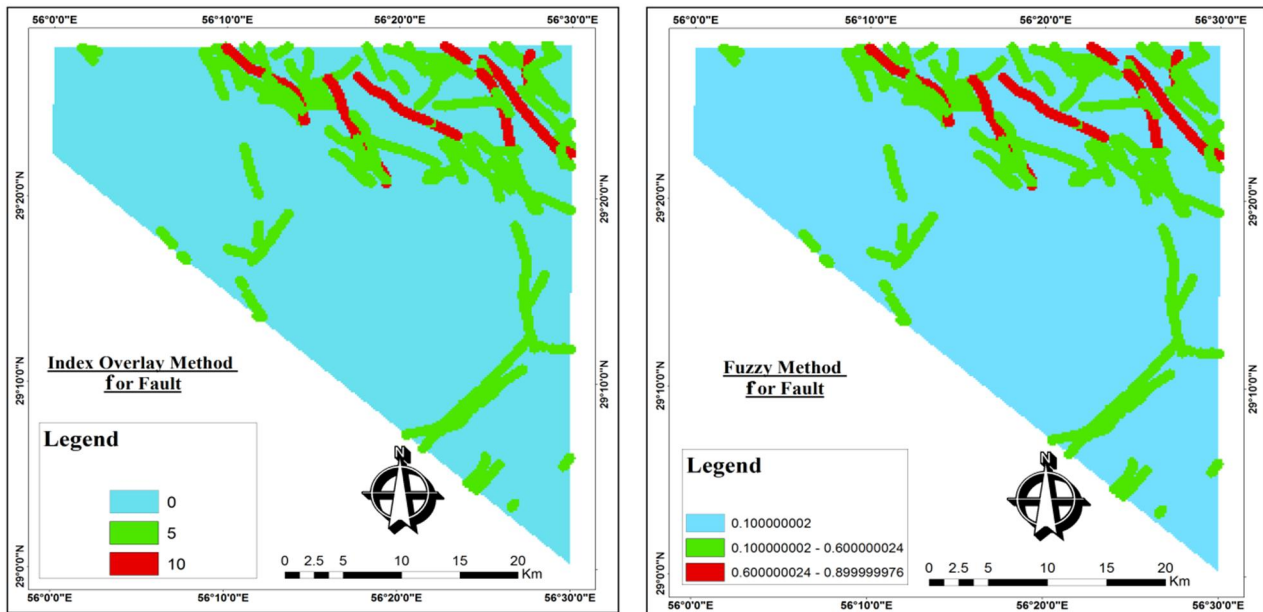 56°0'0"E 56°10'0"E 56°20'0"E 56°30'0"E
29°20'0"N 29°20'0"N
29°10'0"N 29°10'0"N
29°0'0"N 29°0'0"N
Index Overlay Method
for Fault
Legend
0
5
10
N
0 2.5 5 10 15 20
Km
56°0'0"E 56°10'0"E 56°20'0"E 56°30'0"E
56°0'0"E 56°10'0"E 56°20'0"E 56°30'0"E
29°20'0"N 29°20'0"N
29°10'0"N 29°10'0"N
29°0'0"N 29°0'0"N
Fuzzy Method
for Fault
Legend
0.100000002
0.100000002 - 0.600000024
0.600000024 - 0.899999976
N
0 2.5 5 10 15 20
Km
56°0'0"E 56°10'0"E 56°20'0"E 56°30'0"E